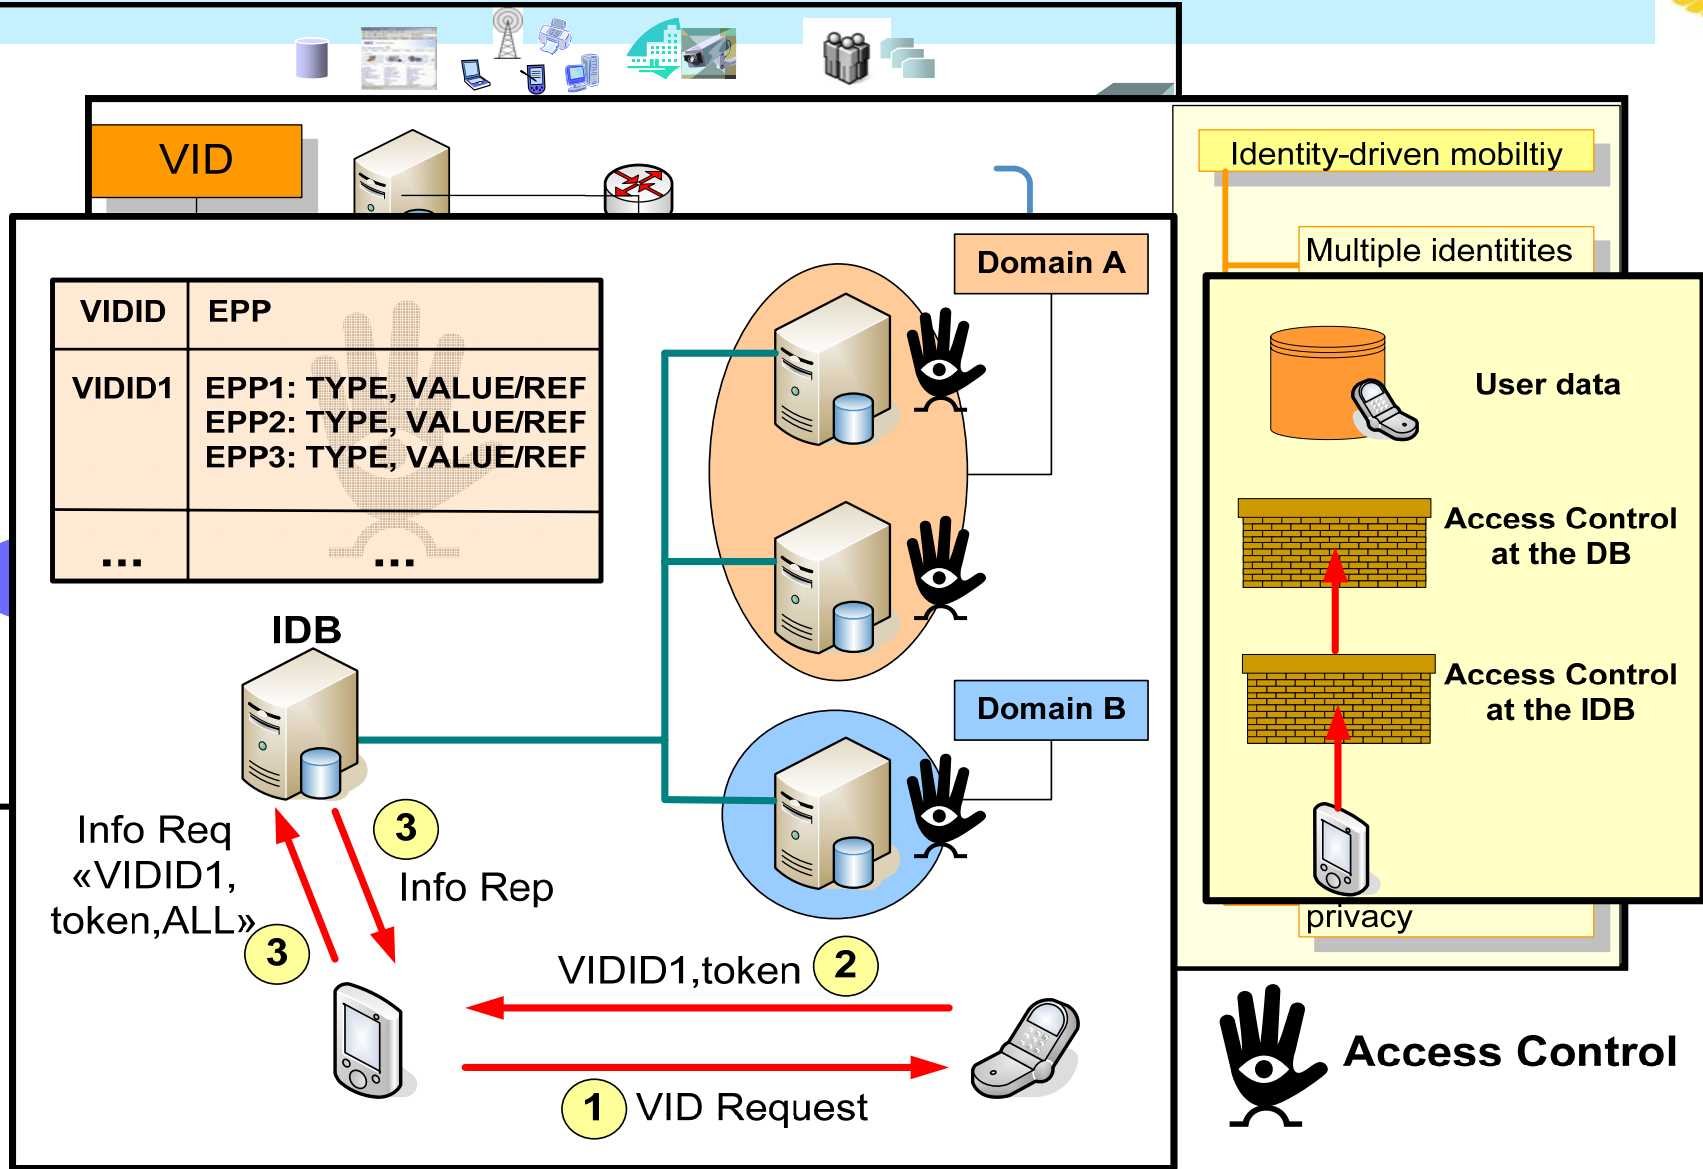 VID
Identity-driven mobiltiy
Multiple identitites
Domain A
VIDID EPP
VIDID1 EPP1: TYPE, VALUE/REF
EPP2: TYPE, VALUE/REF
EPP3: TYPE, VALUE/REF
... ...
User data
Access Control
at the DB
Access Control
at the IDB
IDB
Domain B
Info Req
«VIDID1,
token,ALL»
3
3
Info Rep
privacy
VIDID1,token 2
1 VID Request
Access Control